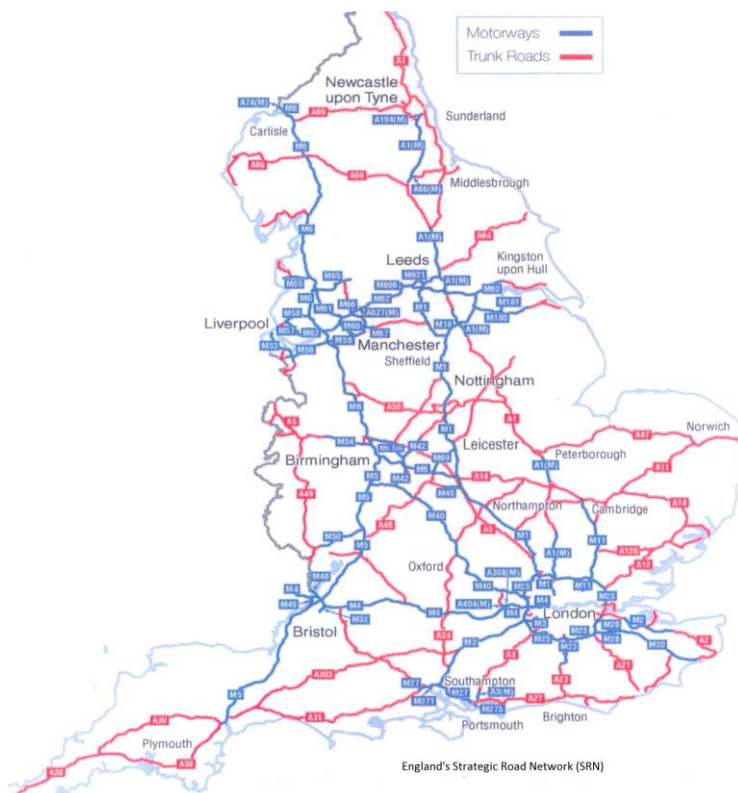 Motorways
Trunk Roads
A1
Newcastle
upon Tyne
A74(M)
M6
A69
A194(M)
Sunderland
Carlisle
M6
A1(M)
A66
A66
A66(M)
Middlesbrough
M6
A1(M)
A64
Leeds
Kingston
upon Hull
M55
M65
M606
M621
A1(M)
M62
M6
M66
M62
M1
M181
M58
M61
A627(M)
M180
Liverpool
M57
M62
M60
M67
M18
A1(M)
M53
M56
M56
Manchester
Sheffield
M1
Nottingham
M6
A50
A1
A5
M1
A47
Norwich
M54
M42
Leicester
Peterborough
M6 Toll
Birmingham
M69
A1(M)
A11
M6
M5
M42
A14
A49
M5
M45
Northampton
Cambridge
A14
M40
A46
A5
M1
M11
M50
A1(M)
A120
M5
Oxford
A12
M48
A308(M)
M25
M1
M11
M25
M4
M40
M4
M49
M4
M4
A404(M)
M4
London
M2
Bristol
M32
M3
M20
A34
M3
M25
M25
M26
M20
A2
M23
A3
A21
A303
M5
Southampton
A23
M27
M27
A3(M)
A27
M271
M275
Brighton
A30
A35
Portsmouth
Plymouth
A38
A30
England's Strategic Road Network (SRN)